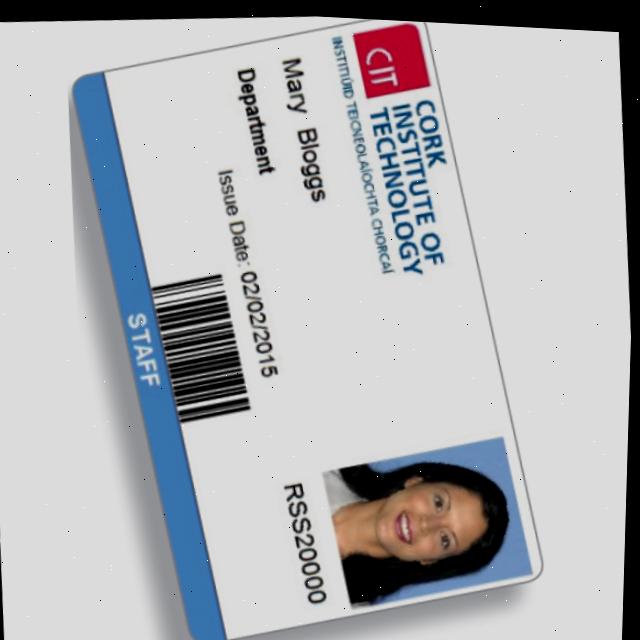 CIT
CORK
INSTITUTE OF
TECHNOLOGY
INSTITIÚID TEICNEOLAÍOCHTA CHORCAÍ
Mary Bloggs
Department
Issue Date: 02/02/2015
RSS20000
STAFF